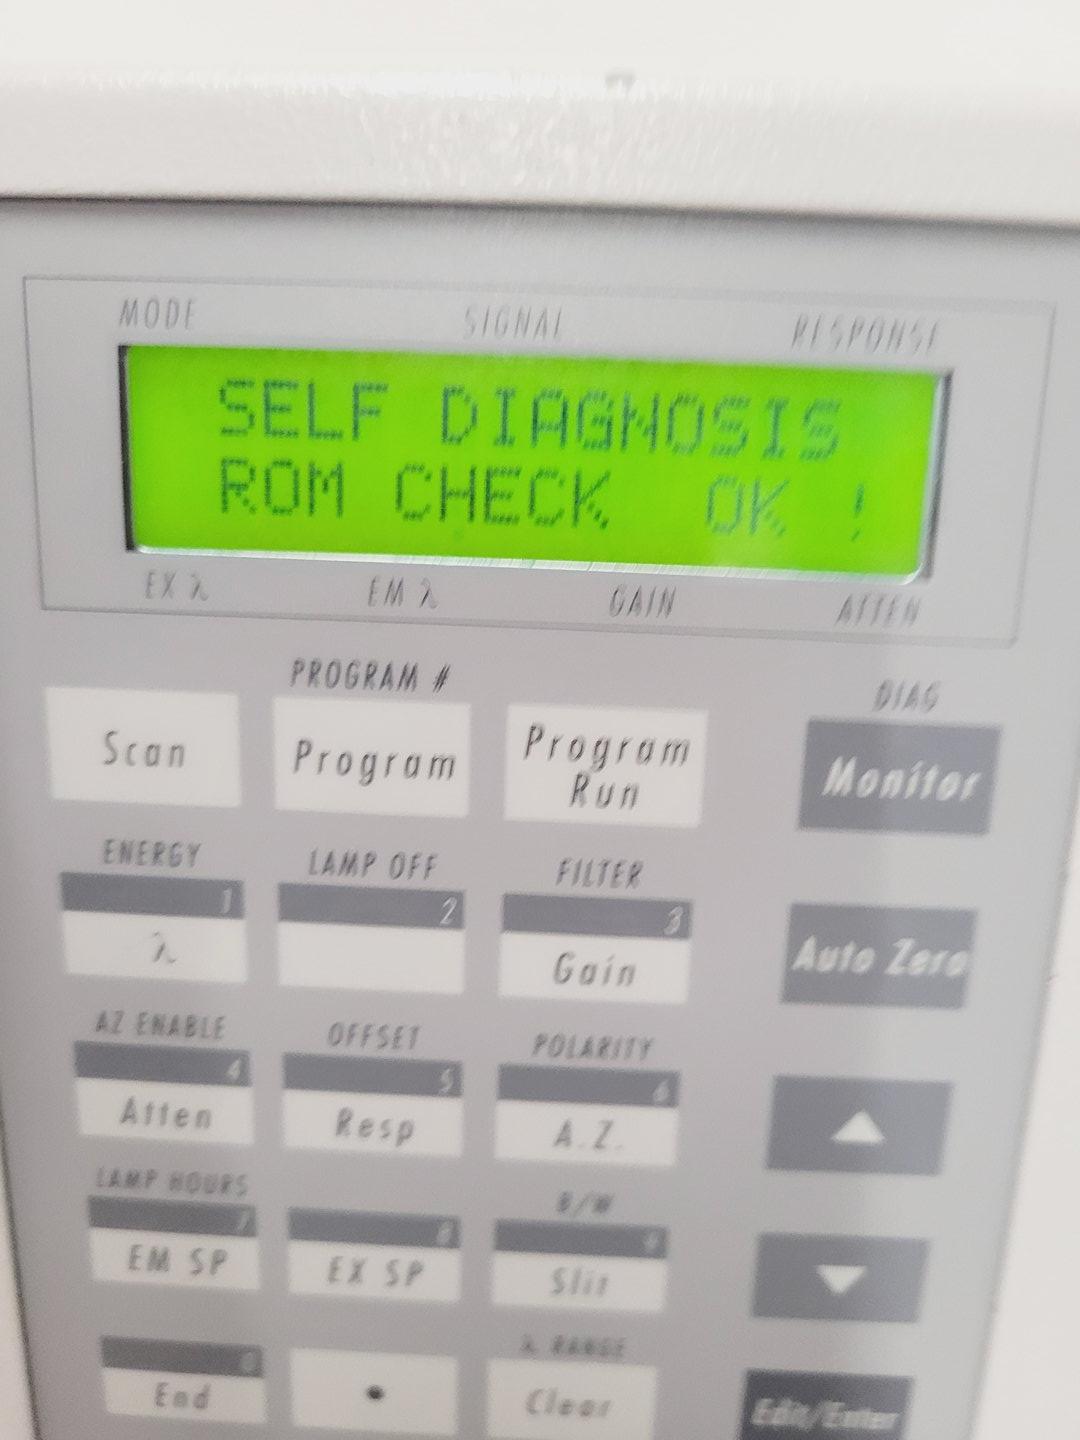 MODE SIGNAL RESPONSE
SELF DIAGNOSIS
ROM CHECK OK !
EX λ EM λ GAIN ATTEN
PROGRAM # DIAG
Scan Program Program Run Monitor
ENERGY LAMP OFF FILTER
1 2 3
λ Gain Auto Zero
AZ ENABLE OFFSET POLARITY
4 5 6
Atten Resp A.Z.
LAMP HOURS B/W
7 8 9
EM SP EX SP Slit
λ RANGE
0
End • Clear Edit/Enter